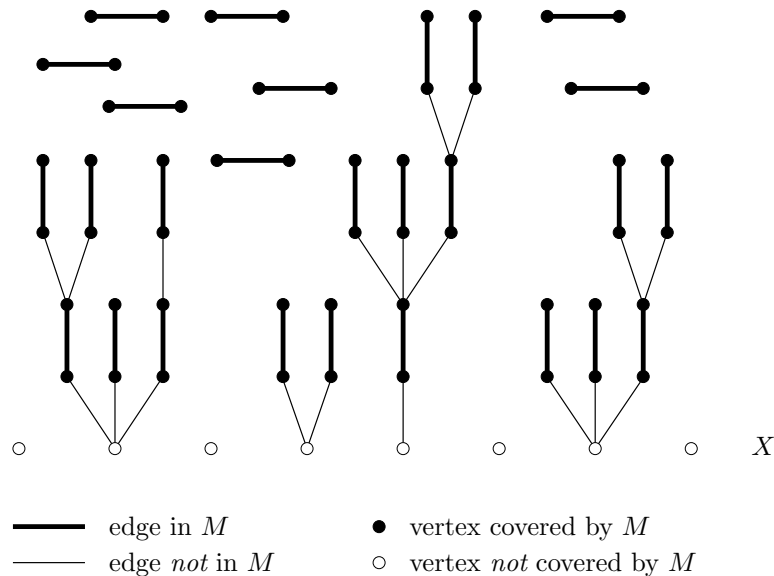 X
edge in M
vertex covered by M
edge not in M
vertex not covered by M